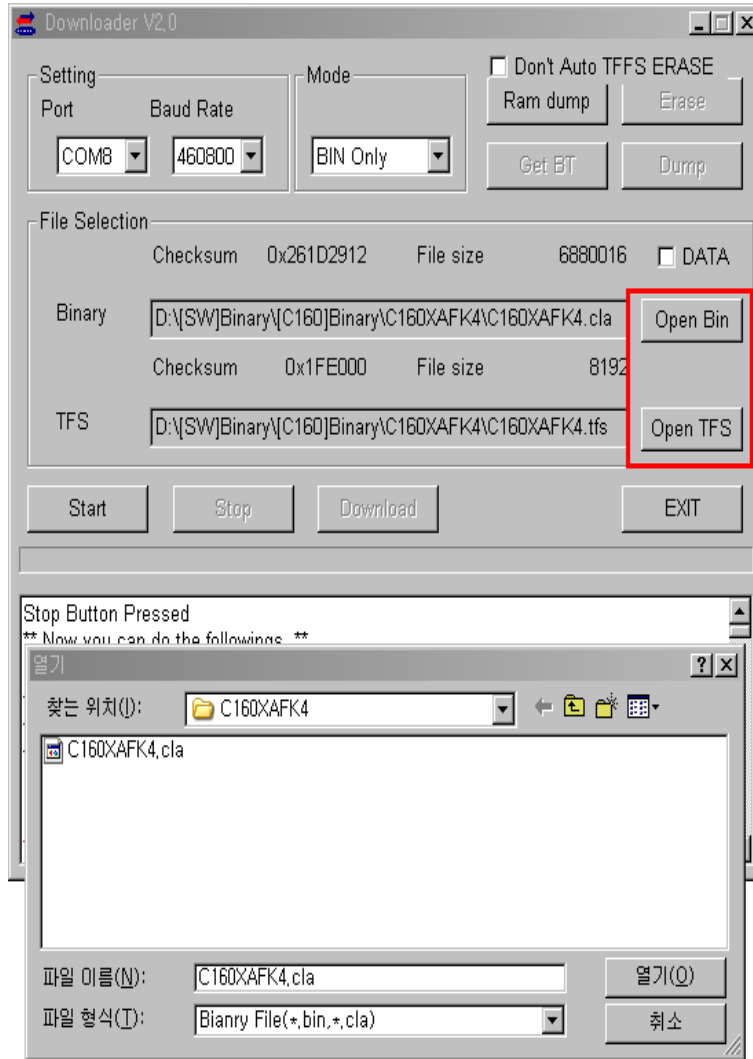 Downloader V2.0
Setting
Mode
Don't Auto TFFS ERASE
Port Baud Rate
Ram dump Erase
COM8 460800 BIN Only
Get BT Dump
File Selection
Checksum 0x261D2912 File size 6880016 DATA
Binary D:\[SW]Binary\[C160]Binary\C160XAFK4\C160XAFK4.cla Open Bin
Checksum 0x1FE000 File size 8192
TFS D:\[SW]Binary\[C160]Binary\C160XAFK4\C160XAFK4.tfs Open TFS
Start Stop Download EXIT
Stop Button Pressed
** Now you can do the followings. **
열기
찾는 위치(I): C160XAFK4
C160XAFK4.cla
파일 이름(N): C160XAFK4.cla 열기(O)
파일 형식(T): Bianry File(*.bin,*.cla) 취소